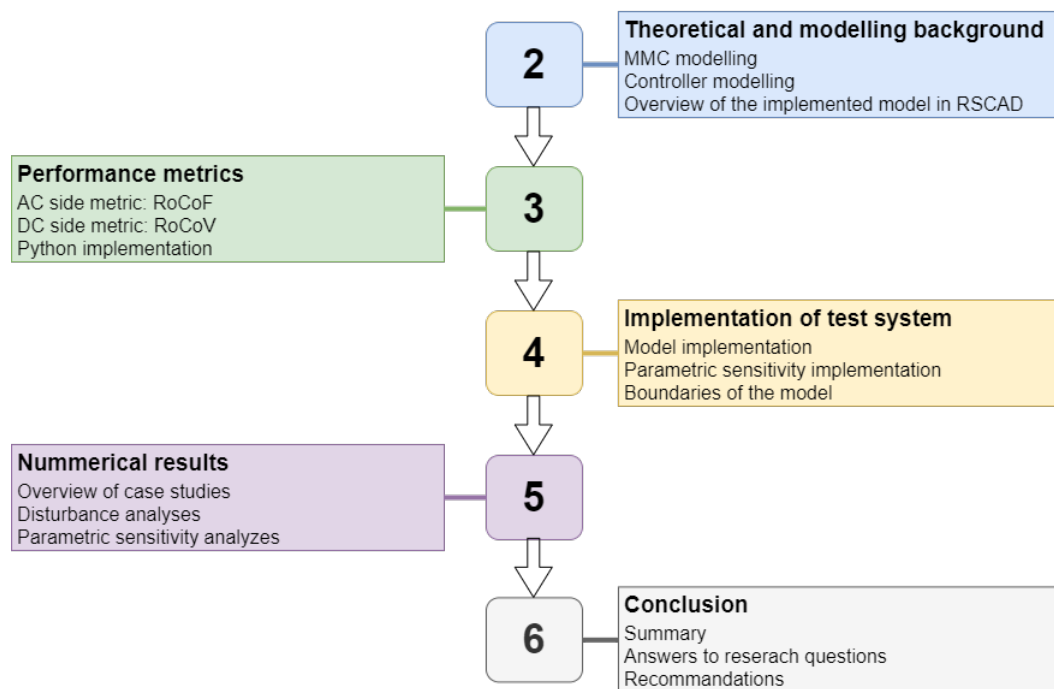 2
Theoretical and modelling background
MMC modelling
Controller modelling
Overview of the implemented model in RSCAD
3
Performance metrics
AC side metric: RoCoF
DC side metric: RoCoV
Python implementation
4
Implementation of test system
Model implementation
Parametric sensitivity implementation
Boundaries of the model
5
Nummerical results
Overview of case studies
Disturbance analyses
Parametric sensitivity analyzes
6
Conclusion
Summary
Answers to reserach questions
Recommandations